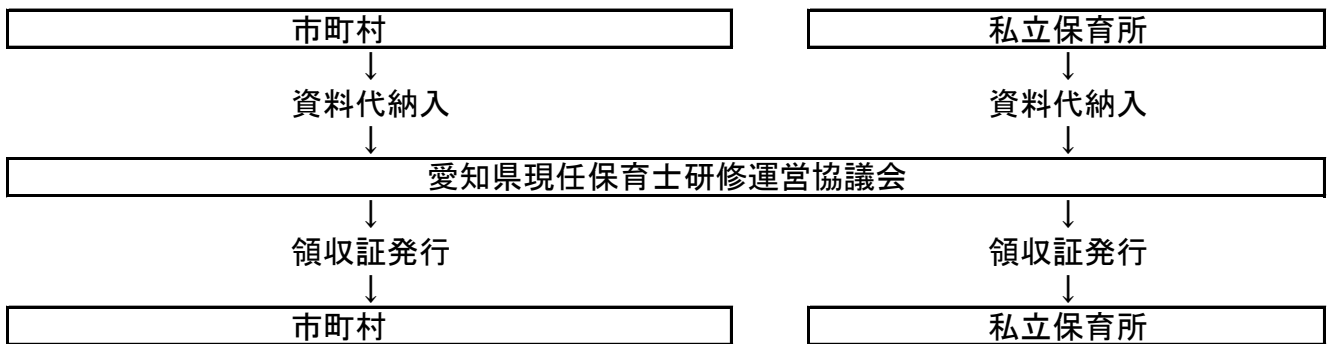 市町村 私立保育所
↓ ↓
資料代納入 資料代納入
↓ ↓
愛知県現任保育士研修運営協議会
↓ ↓
領収証発行 領収証発行
↓ ↓
市町村 私立保育所